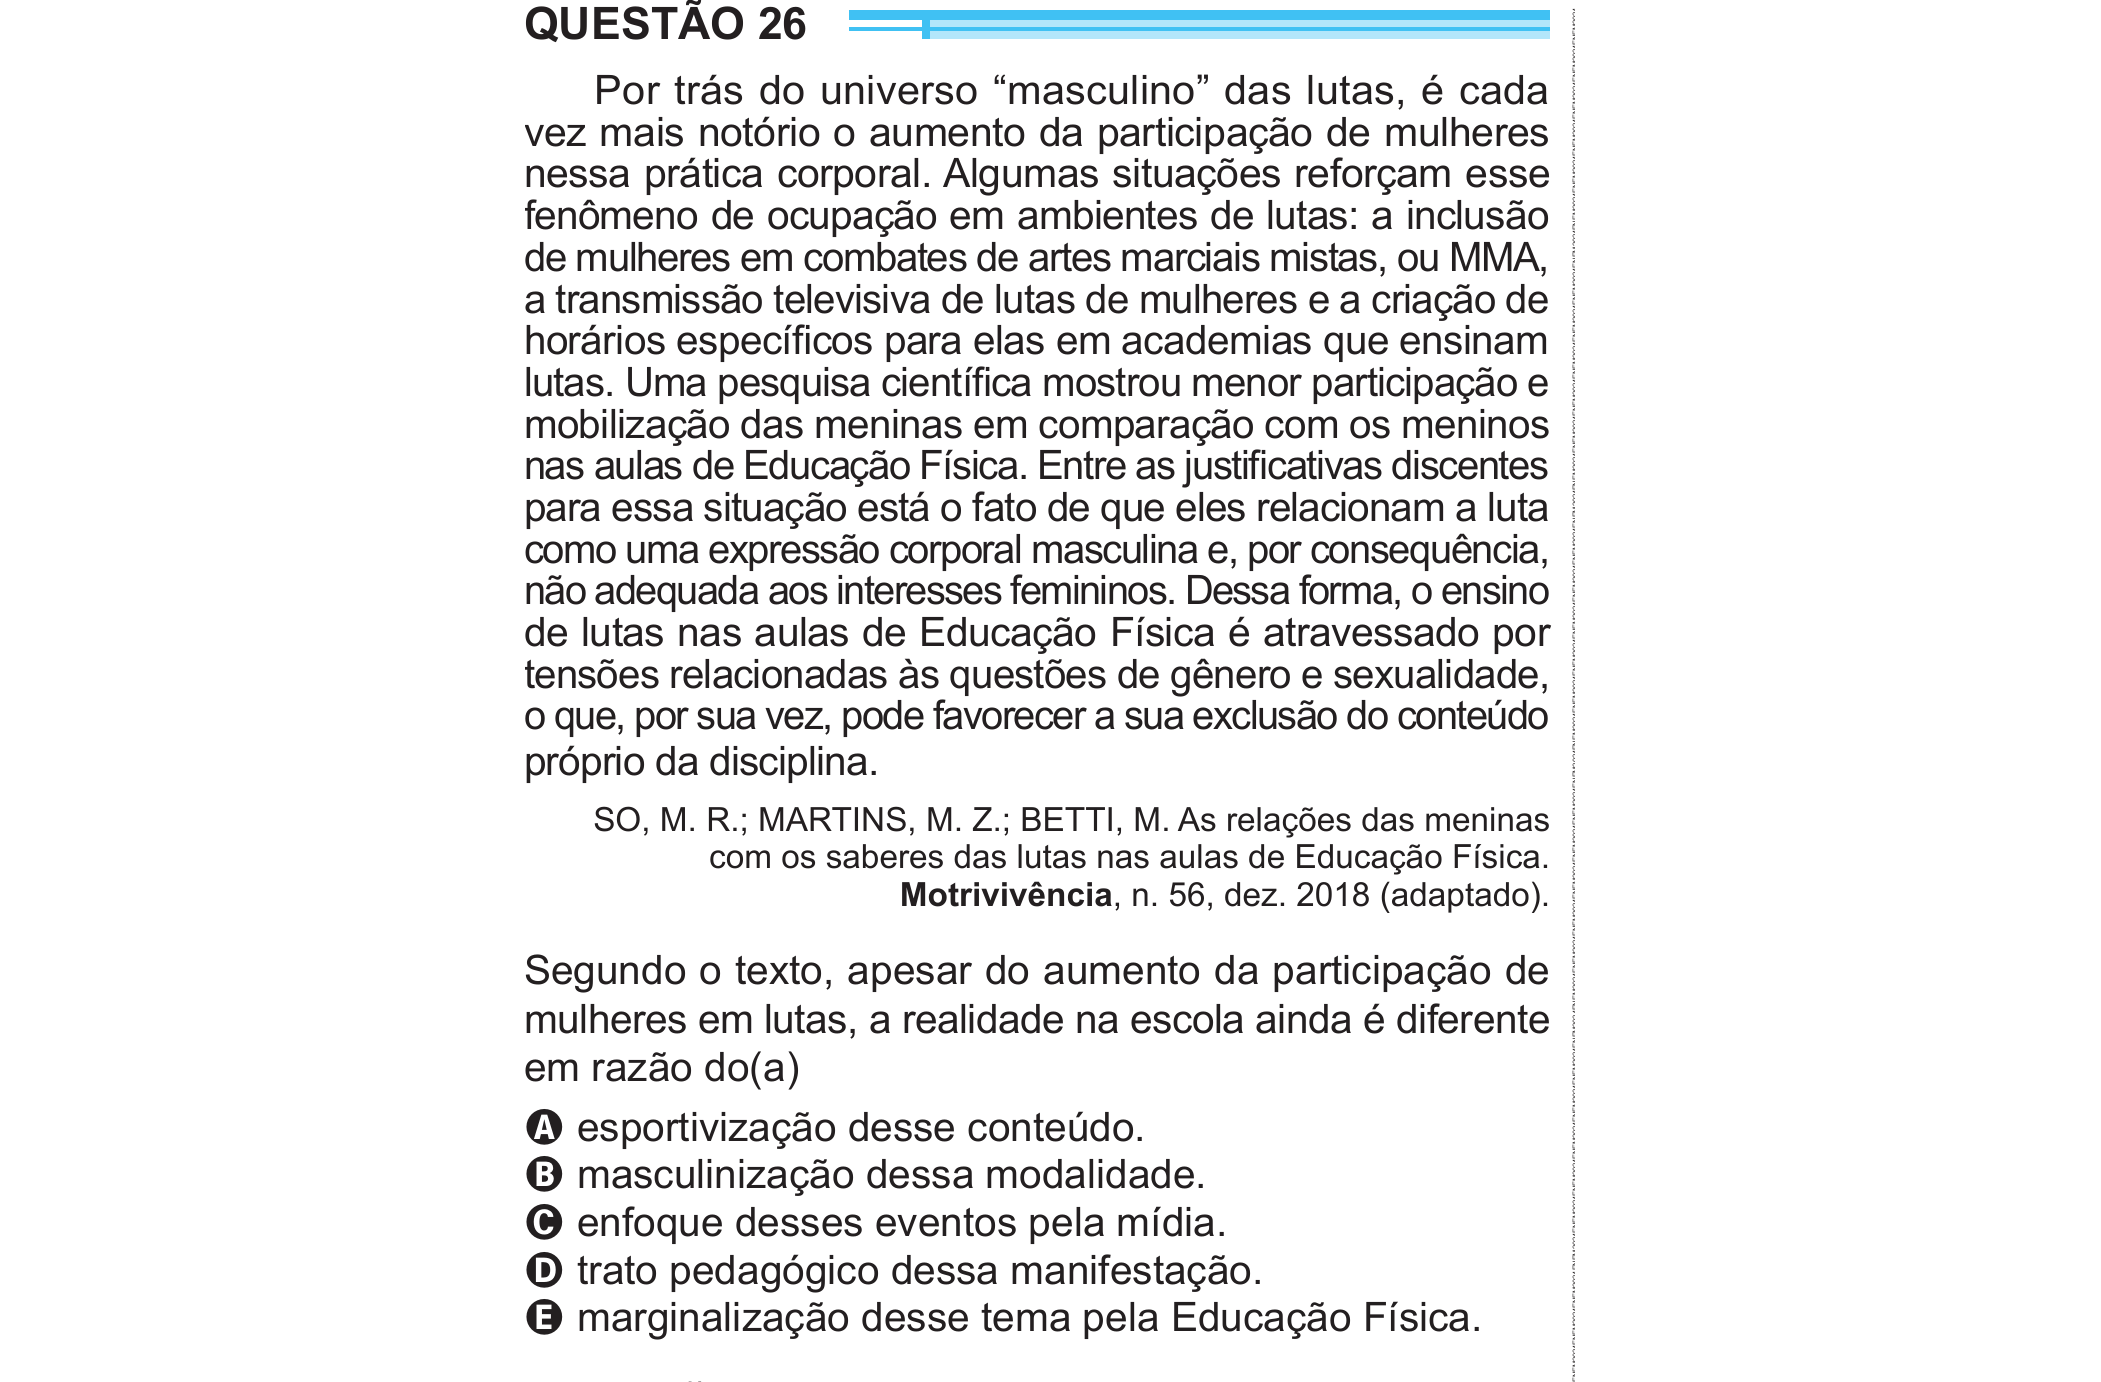 QUESTÃO 26
Por trás do universo “masculino” das lutas, é cada
vez mais notório o aumento da participação de mulheres
nessa prática corporal. Algumas situações reforçam esse
fenômeno de ocupação em ambientes de lutas: a inclusão
de mulheres em combates de artes marciais mistas, ou MMA,
a transmissão televisiva de lutas de mulheres e a criação de
horários específicos para elas em academias que ensinam
lutas. Uma pesquisa científica mostrou menor participação e
mobilização das meninas em comparação com os meninos
nas aulas de Educação Física. Entre as justificativas discentes
para essa situação está o fato de que eles relacionam a luta
como uma expressão corporal masculina e, por consequência,
não adequada aos interesses femininos. Dessa forma, o ensino
de lutas nas aulas de Educação Física é atravessado por
tensões relacionadas às questões de gênero e sexualidade,
o que, por sua vez, pode favorecer a sua exclusão do conteúdo
próprio da disciplina.
SO, M. R.; MARTINS, M. Z.; BETTI, M. As relações das meninas
com os saberes das lutas nas aulas de Educação Física.
Motrivivência, n. 56, dez. 2018 (adaptado).
Segundo o texto, apesar do aumento da participação de
mulheres em lutas, a realidade na escola ainda é diferente
em razão do(a)
A esportivização desse conteúdo.
B masculinização dessa modalidade.
C enfoque desses eventos pela mídia.
D trato pedagógico dessa manifestação.
E marginalização desse tema pela Educação Física.